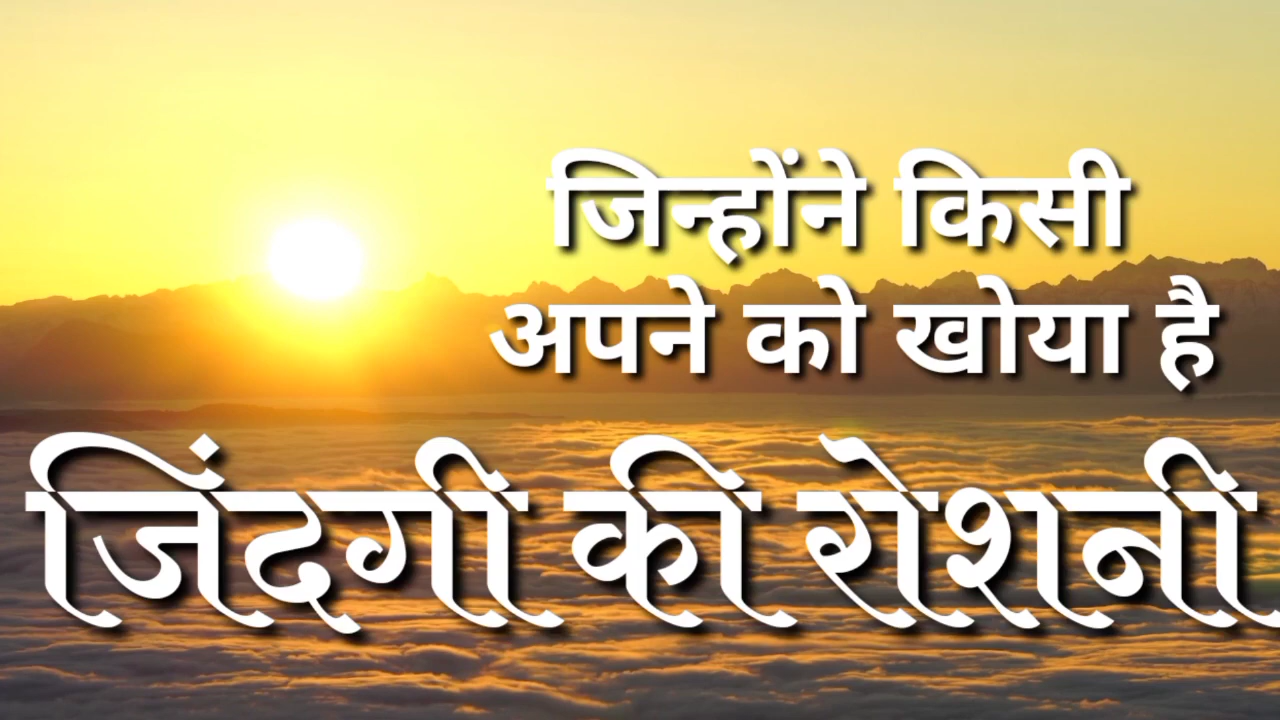 जिन्होंने किसी
अपने को खोया है
जिंदगी की रोशनी